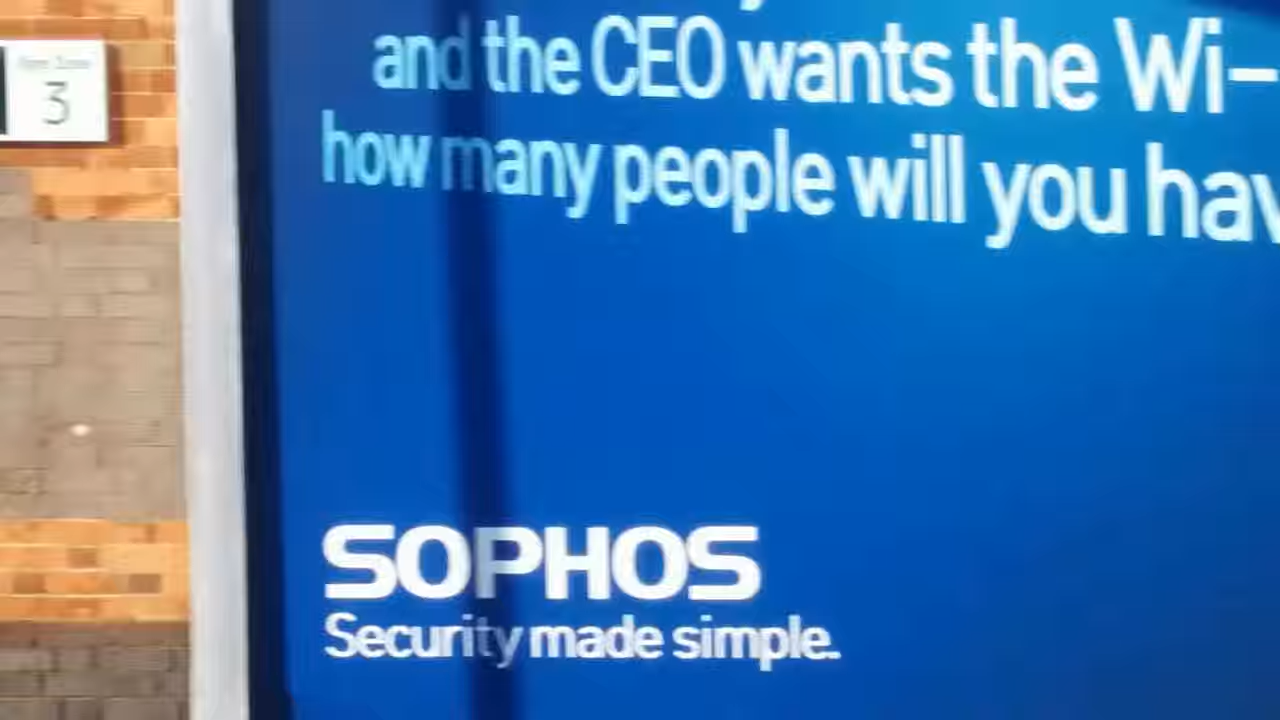 3
and the CEO wants the Wi-
how many people will you hav
SOPHOS
Security made simple.